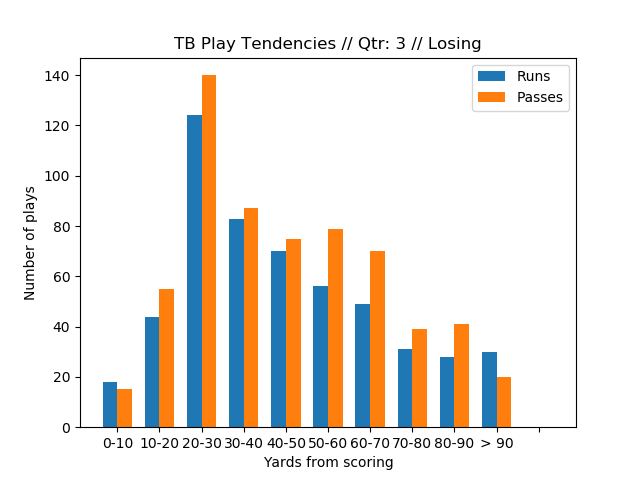 TB Play Tendencies // Qtr: 3 // Losing
Runs
Passes
Number of plays
140
120
100
80
60
40
20
0
0-10 10-20 20-30 30-40 40-50 50-60 60-70 70-80 80-90 > 90
Yards from scoring